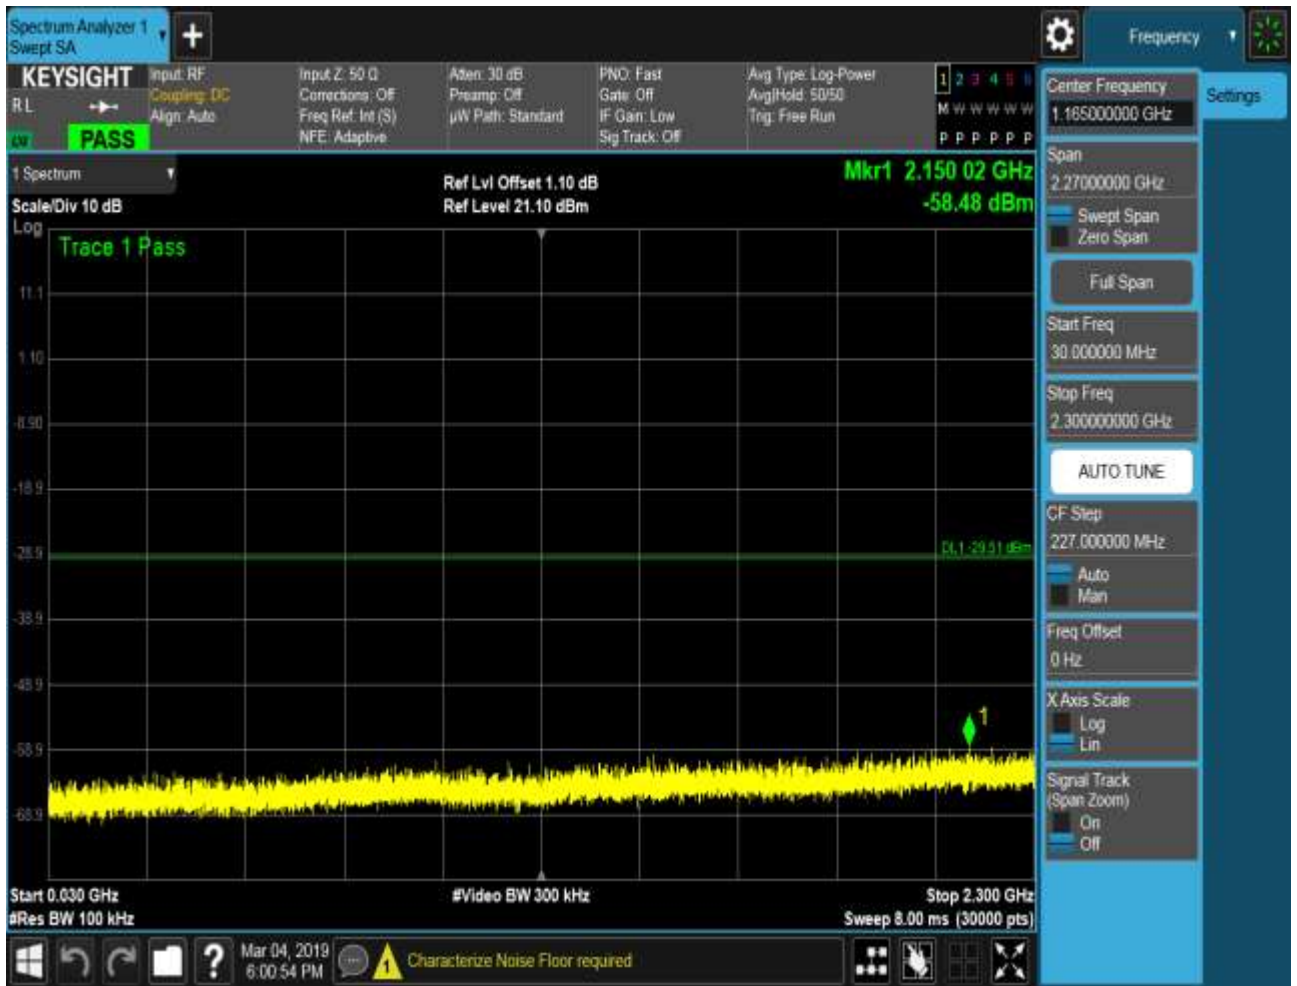 Spectrum Analyzer 1
Swept SA
Frequency
KEYSIGHT
R L
PASS
Input: RF
Coupling: DC
Align: Auto
Input Z: 50 Ω
Corrections: Off
Freq Ref: Int (S)
NFE: Adaptive
Atten: 30 dB
Preamp: Off
µW Path: Standard
PNO: Fast
Gate: Off
IF Gain: Low
Sig Track: Off
Avg Type: Log-Power
Avg|Hold: 50/50
Trig: Free Run
1 2 3 4 5 6
M W W W W W
P P P P P P
1 Spectrum
Scale/Div 10 dB
Log
Ref Lvl Offset 1.10 dB
Ref Level 21.10 dBm
Mkr1 2.150 02 GHz
-58.48 dBm
Trace 1 Pass
11.1
1.10
-8.90
-18.9
-28.9
-38.9
-48.9
-58.9
-68.9
DL1 -29.51 dBm
1
Start 0.030 GHz
#Res BW 100 kHz
#Video BW 300 kHz
Stop 2.300 GHz
Sweep 8.00 ms (30000 pts)
Center Frequency
1.165000000 GHz
Settings
Span
2.27000000 GHz
Swept Span
Zero Span
Full Span
Start Freq
30.000000 MHz
Stop Freq
2.300000000 GHz
AUTO TUNE
CF Step
227.000000 MHz
Auto
Man
Freq Offset
0 Hz
X Axis Scale
Log
Lin
Signal Track
(Span Zoom)
On
Off
?
Mar 04, 2019
6:00:54 PM
1
Characterize Noise Floor required